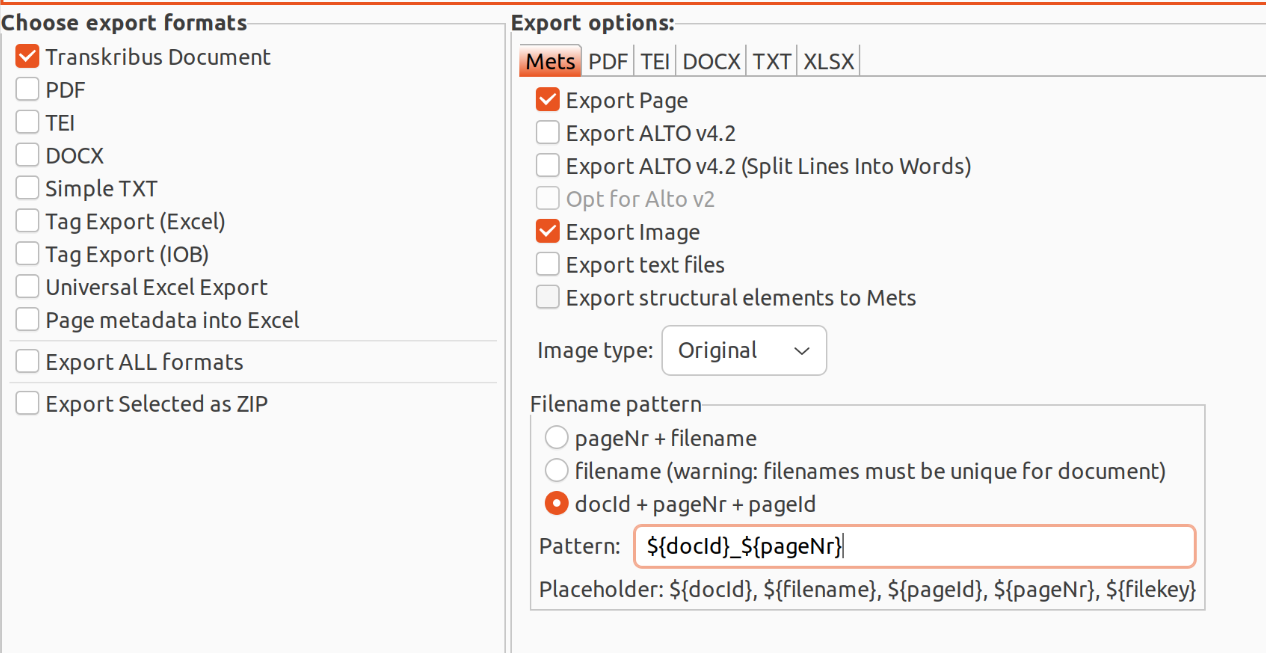 Choose export formats
Transkribus Document
PDF
TEI
DOCX
Simple TXT
Tag Export (Excel)
Tag Export (IOB)
Universal Excel Export
Page metadata into Excel
Export ALL formats
Export Selected as ZIP
Export options:
Mets PDF TEI DOCX TXT XLSX
Export Page
Export ALTO v4.2
Export ALTO v4.2 (Split Lines Into Words)
Opt for Alto v2
Export Image
Export text files
Export structural elements to Mets
Image type: Original
Filename pattern
pageNr + filename
filename (warning: filenames must be unique for document)
docId + pageNr + pageId
Pattern: ${docId}_${pageNr}
Placeholder: ${docId}, ${filename}, ${pageId}, ${pageNr}, ${filekey}